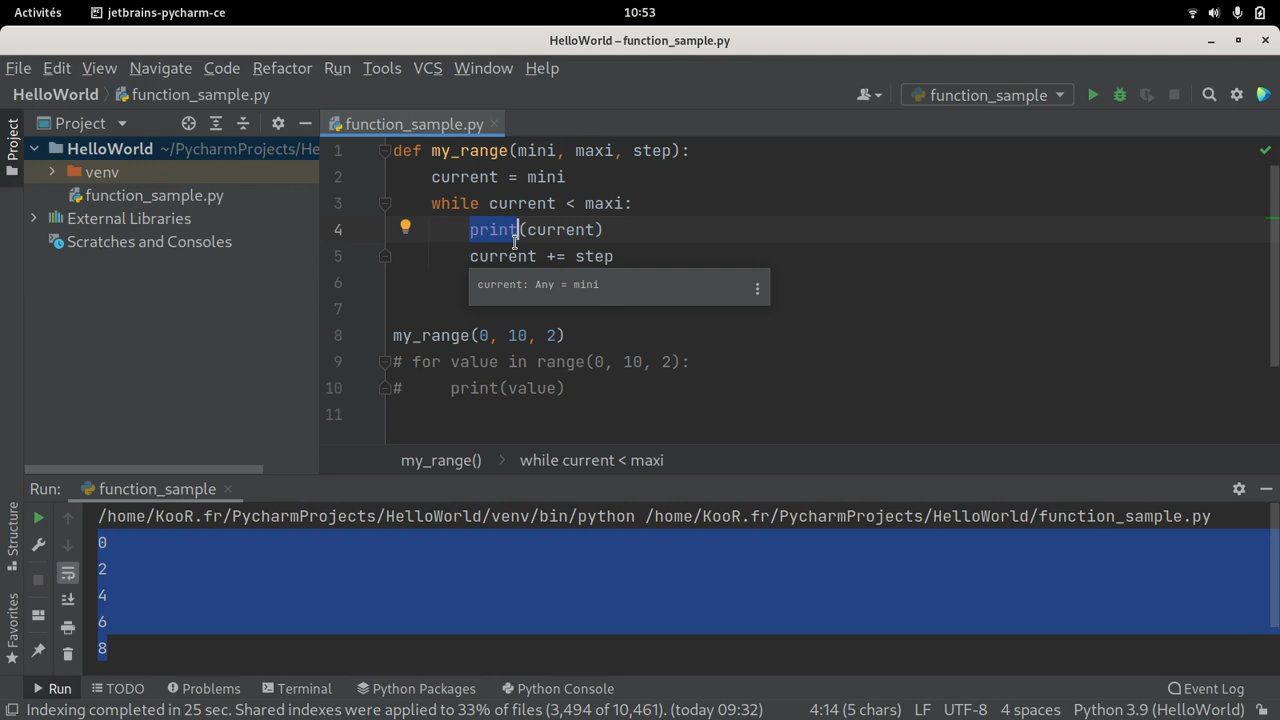 Activités jetbrains-pycharm-ce 10:53
HelloWorld – function_sample.py
File Edit View Navigate Code Refactor Run Tools VCS Window Help
HelloWorld function_sample.py function_sample
Project
Project
function_sample.py
HelloWorld ~/PycharmProjects/He
venv
function_sample.py
External Libraries
Scratches and Consoles
1 def my_range(mini, maxi, step):
2 current = mini
3 while current < maxi:
4 print(current)
5 current += step
6
current: Any = mini
7
8 my_range(0, 10, 2)
9 # for value in range(0, 10, 2):
10 #     print(value)
11
my_range() while current < maxi
Run: function_sample
/home/KooR.fr/PycharmProjects/HelloWorld/venv/bin/python /home/KooR.fr/PycharmProjects/HelloWorld/function_sample.py
0
2
4
6
8
Structure
Favorites
Run TODO Problems Terminal Python Packages Python Console Event Log
Indexing completed in 25 sec. Shared indexes were applied to 33% of files (3,494 of 10,461). (today 09:32) 4:14 (5 chars) LF UTF-8 4 spaces Python 3.9 (HelloWorld)